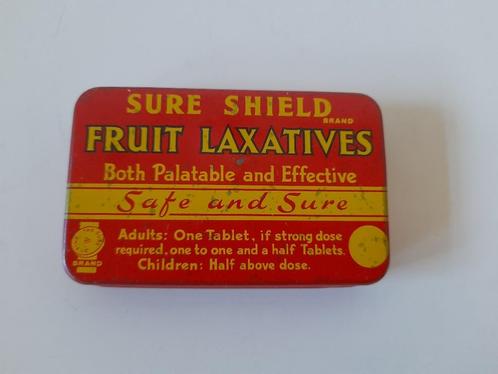 SURE SHIELD
BRAND
FRUIT LAXATIVES
Both Palatable and Effective
Safe and Sure
Adults: One Tablet, if strong dose
required, one to one and a half Tablets.
Children: Half above dose.
BRAND